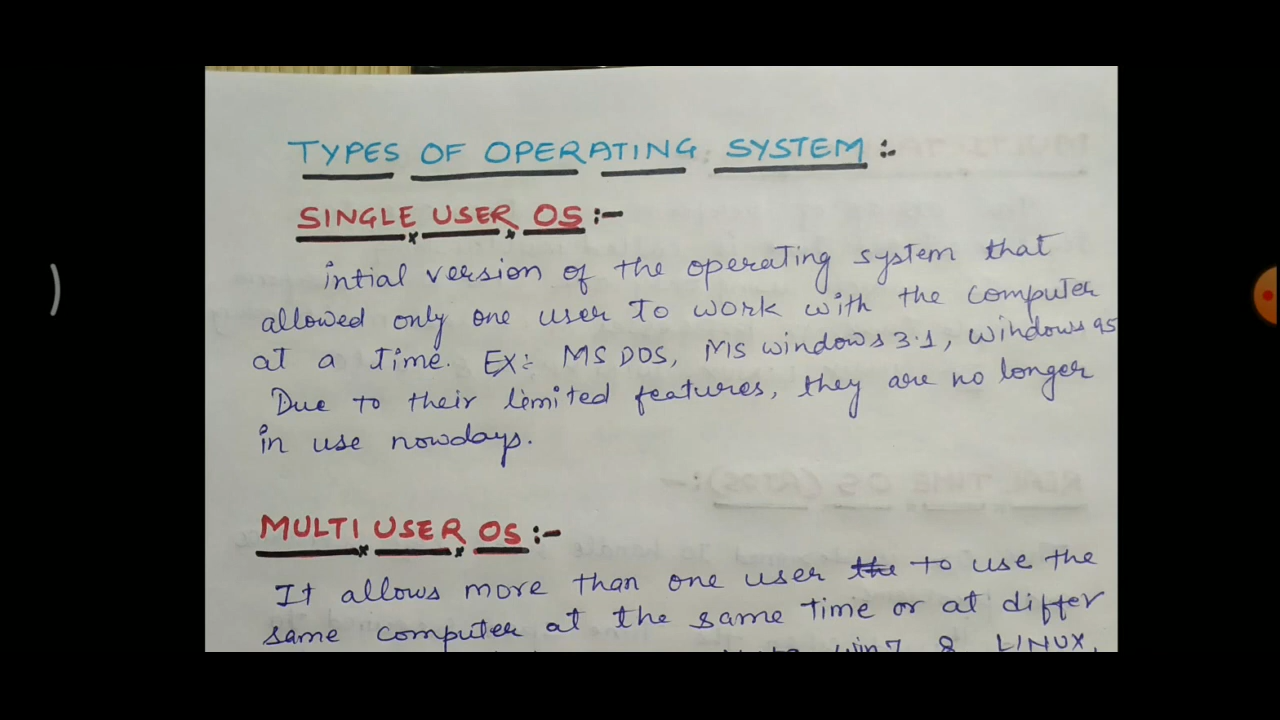 TYPES OF OPERATING SYSTEM :-
SINGLE USER OS :-
intial version of the operating system that
allowed only one user to work with the computer
at a time. EX:- MS DOS, MS windows 3.1, windows 95
Due to their limited features, they are no longer
in use nowdays.
MULTI USER OS :-
It allows more than one user the to use the
same computer at the same time or at differ
win7 & LINUX.